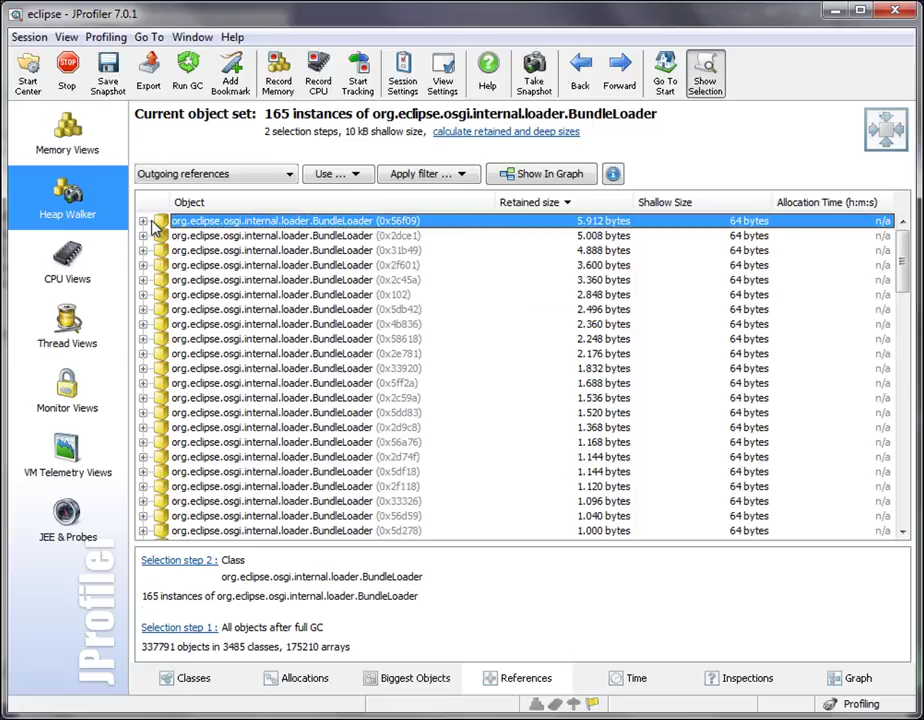 eclipse - JProfiler 7.0.1
Session View Profiling Go To Window Help
Start Center
Stop
Save Snapshot
Export
Run GC
Add Bookmark
Record Memory
Record CPU
Start Tracking
Session Settings
View Settings
Help
Take Snapshot
Back
Forward
Go To Start
Show Selection
Memory Views
Heap Walker
CPU Views
Thread Views
Monitor Views
VM Telemetry Views
JEE & Probes
JProfiler
Current object set: 165 instances of org.eclipse.osgi.internal.loader.BundleLoader
2 selection steps, 10 kB shallow size, calculate retained and deep sizes
Outgoing references Use ... Apply filter ... Show In Graph
Object Retained size Shallow Size Allocation Time (h:m:s)
org.eclipse.osgi.internal.loader.BundleLoader (0x56f09) 5.912 bytes 64 bytes n/a
org.eclipse.osgi.internal.loader.BundleLoader (0x2dce1) 5.008 bytes 64 bytes n/a
org.eclipse.osgi.internal.loader.BundleLoader (0x31b49) 4.888 bytes 64 bytes n/a
org.eclipse.osgi.internal.loader.BundleLoader (0x2f601) 3.600 bytes 64 bytes n/a
org.eclipse.osgi.internal.loader.BundleLoader (0x2c45a) 3.360 bytes 64 bytes n/a
org.eclipse.osgi.internal.loader.BundleLoader (0x102) 2.848 bytes 64 bytes n/a
org.eclipse.osgi.internal.loader.BundleLoader (0x5db42) 2.496 bytes 64 bytes n/a
org.eclipse.osgi.internal.loader.BundleLoader (0x4b836) 2.360 bytes 64 bytes n/a
org.eclipse.osgi.internal.loader.BundleLoader (0x58618) 2.248 bytes 64 bytes n/a
org.eclipse.osgi.internal.loader.BundleLoader (0x2e781) 2.176 bytes 64 bytes n/a
org.eclipse.osgi.internal.loader.BundleLoader (0x33920) 1.832 bytes 64 bytes n/a
org.eclipse.osgi.internal.loader.BundleLoader (0x5ff2a) 1.688 bytes 64 bytes n/a
org.eclipse.osgi.internal.loader.BundleLoader (0x2c59a) 1.536 bytes 64 bytes n/a
org.eclipse.osgi.internal.loader.BundleLoader (0x5dd83) 1.520 bytes 64 bytes n/a
org.eclipse.osgi.internal.loader.BundleLoader (0x2d9c8) 1.368 bytes 64 bytes n/a
org.eclipse.osgi.internal.loader.BundleLoader (0x56a76) 1.168 bytes 64 bytes n/a
org.eclipse.osgi.internal.loader.BundleLoader (0x2d74f) 1.144 bytes 64 bytes n/a
org.eclipse.osgi.internal.loader.BundleLoader (0x5df18) 1.144 bytes 64 bytes n/a
org.eclipse.osgi.internal.loader.BundleLoader (0x2f118) 1.120 bytes 64 bytes n/a
org.eclipse.osgi.internal.loader.BundleLoader (0x33326) 1.096 bytes 64 bytes n/a
org.eclipse.osgi.internal.loader.BundleLoader (0x56d59) 1.040 bytes 64 bytes n/a
org.eclipse.osgi.internal.loader.BundleLoader (0x5d278) 1.000 bytes 64 bytes n/a
Selection step 2 : Class
org.eclipse.osgi.internal.loader.BundleLoader
165 instances of org.eclipse.osgi.internal.loader.BundleLoader
Selection step 1 : All objects after full GC
337791 objects in 3485 classes, 175210 arrays
Classes Allocations Biggest Objects References Time Inspections Graph
Profiling